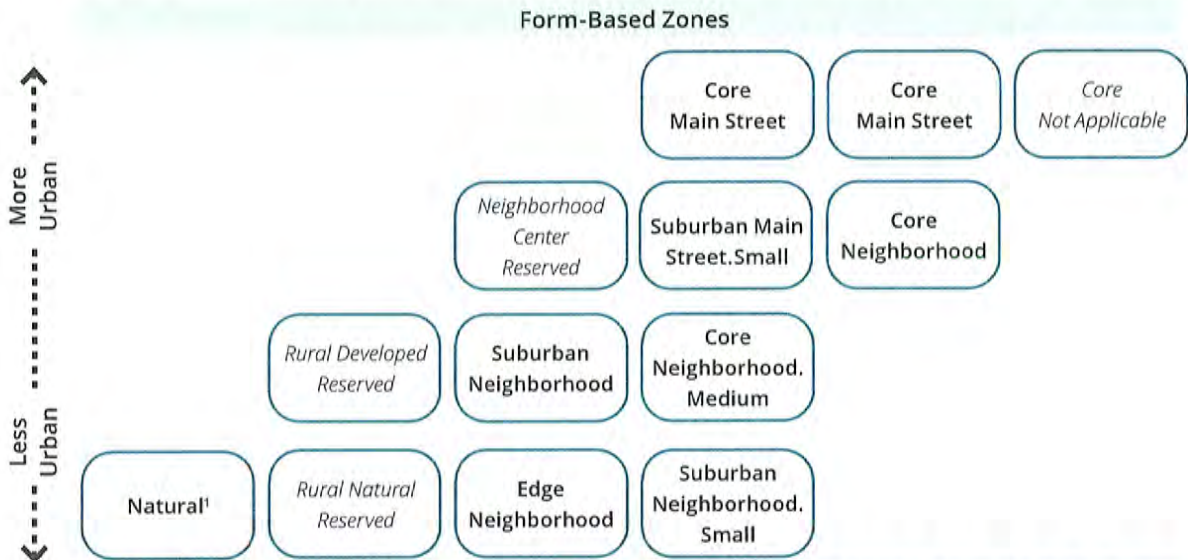 Form-Based Zones
More
Urban
Less
Urban
Core
Main Street
Core
Main Street
Core
Not Applicable
Neighborhood
Center
Reserved
Suburban Main
Street.Small
Core
Neighborhood
Rural Developed
Reserved
Suburban
Neighborhood
Core
Neighborhood.
Medium
Natural¹
Rural Natural
Reserved
Edge
Neighborhood
Suburban
Neighborhood.
Small